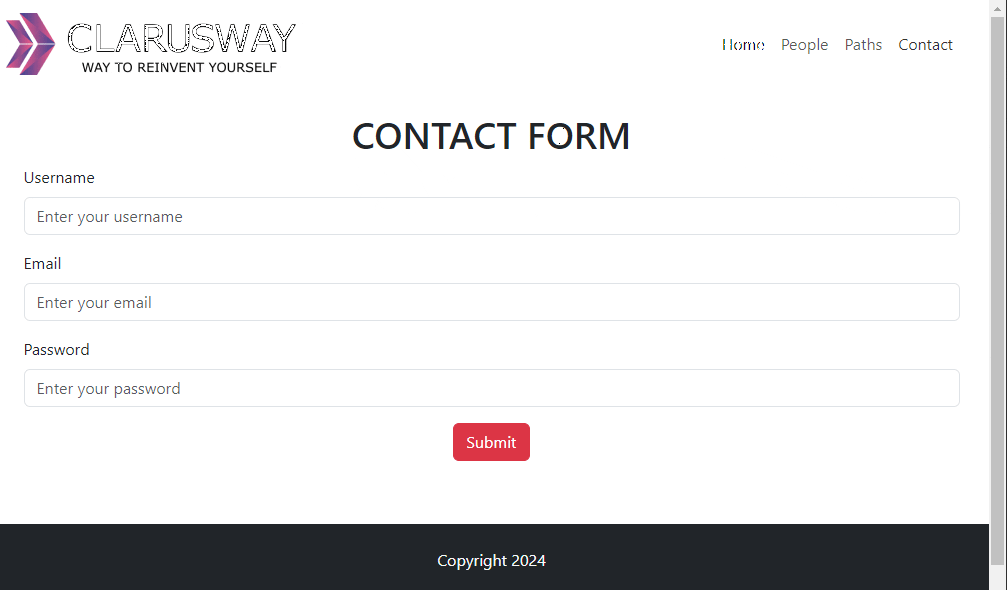 CLARUSWAY
WAY TO REINVENT YOURSELF
Home People Paths Contact
CONTACT FORM
Username
Enter your username
Email
Enter your email
Password
Enter your password
Submit
Copyright 2024